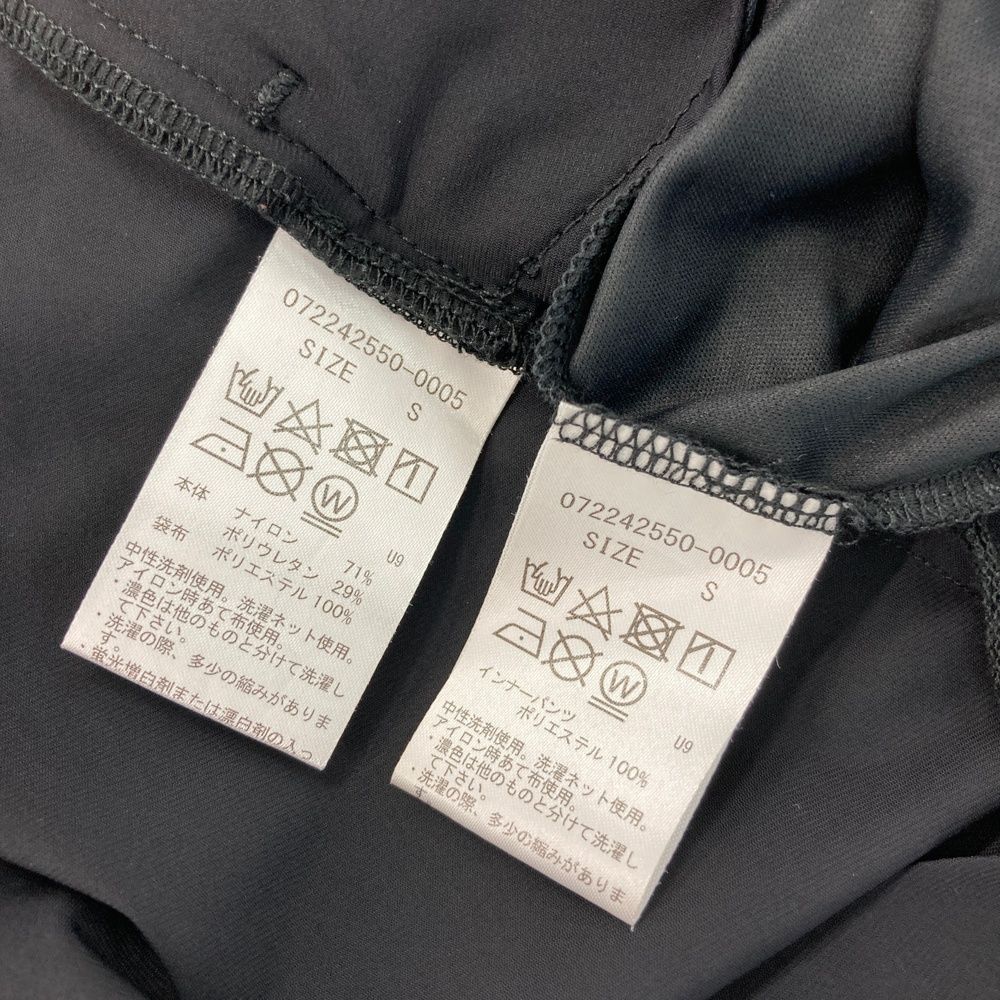 072242550-0005
SIZE
S
W
本体 ナイロン 71%
ポリウレタン 29%
袋布 ポリエステル 100%
U9
中性洗剤使用。洗濯ネット使用。
アイロン時あて布使用。
・濃色は他のものと分けて洗濯し
て下さい。
・洗濯の際、多少の縮みがありま
す。
・蛍光増白剤または漂白剤の入っ
072242550-0005
SIZE
S
W
インナーパンツ
ポリエステル 100%
U9
中性洗剤使用。洗濯ネット使用。
アイロン時あて布使用。
・濃色は他のものと分けて洗濯し
て下さい。
・洗濯の際、多少の縮みがありま
す。